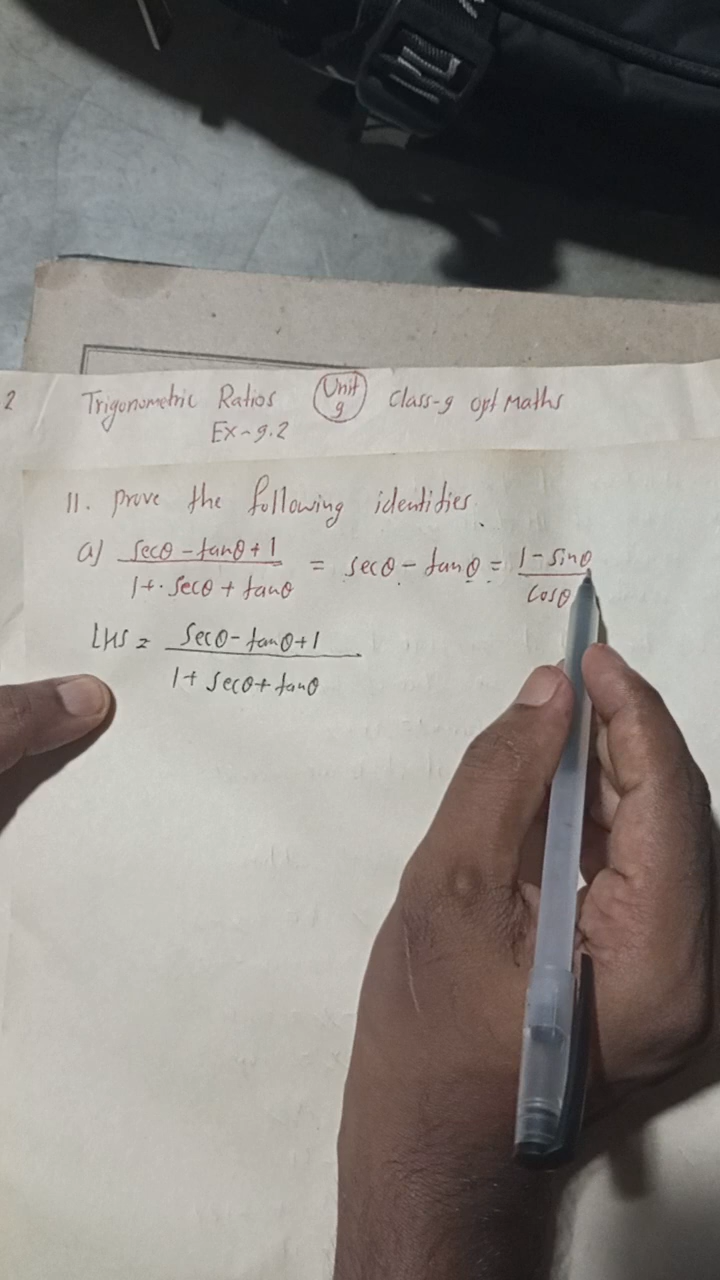 2 Trigonometric Ratios Unit 9 Class-9 opt Maths
Ex-9.2
11. Prove the following identities.
a) secθ - tanθ + 1 / 1 + secθ + tanθ = secθ - tanθ = 1 - sinθ / cosθ
LHS = secθ - tanθ + 1 / 1 + secθ + tanθ